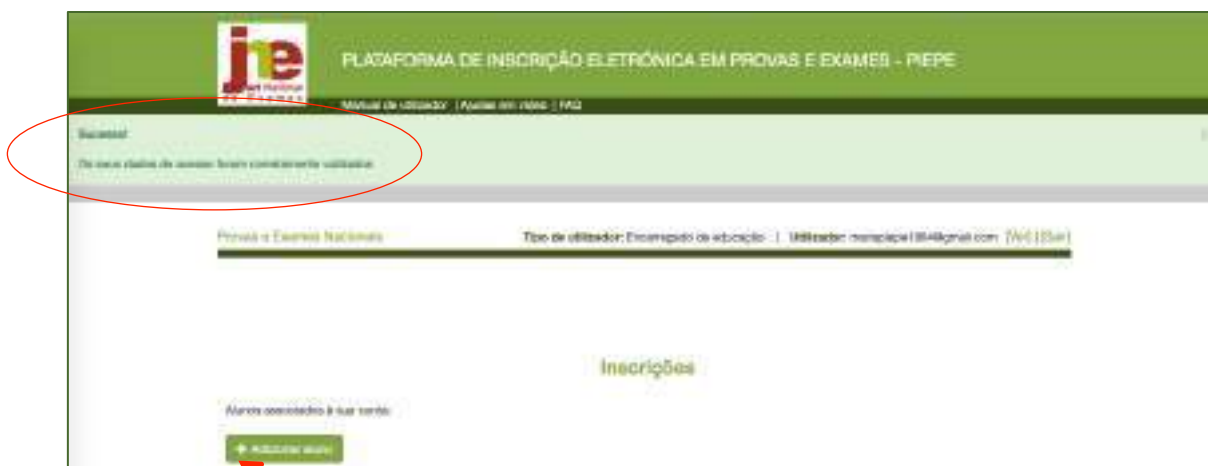 jne
PLATAFORMA DE INSCRIÇÃO ELETRÓNICA EM PROVAS E EXAMES - PIEPE
Manual de utilizador | Ajudas em vídeo | FAQ
Sucesso!
Os seus dados de acesso foram corretamente validados
Provas e Exames Nacionais
Tipo de utilizador: Encarregado de educação | Utilizador:
Inscrições
Alunos associados à sua conta:
+ Adicionar aluno